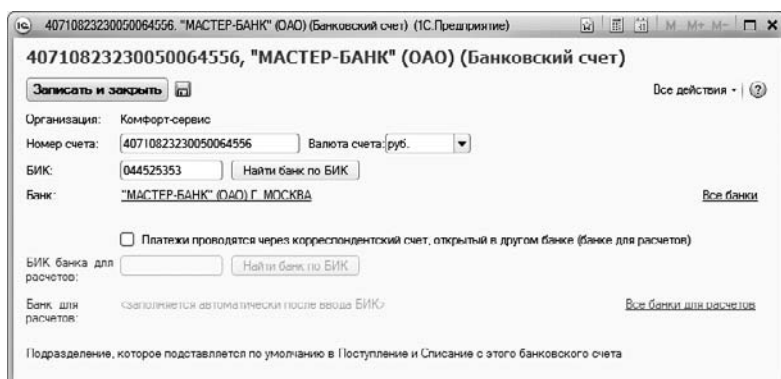 40710823230050064556, "МАСТЕР-БАНК" (ОАО) (Банковский счет) (1С:Предприятие) M M+ M-
40710823230050064556, "МАСТЕР-БАНК" (ОАО) (Банковский счет)
Записать и закрыть Все действия
Организация: Комфорт-сервис
Номер счета: 40710823230050064556 Валюта счета: руб.
БИК: 044525353 Найти банк по БИК
Банк: "МАСТЕР-БАНК" (ОАО) Г. МОСКВА Все банки
Платежи проводятся через корреспондентский счет, открытый в другом банке (банке для расчетов)
БИК банка для расчетов: Найти банк по БИК
Банк для расчетов: <заполняется автоматически после ввода БИК> Все банки для расчетов
Подразделение, которое подставляется по умолчанию в Поступление и Списание с этого банковского счета